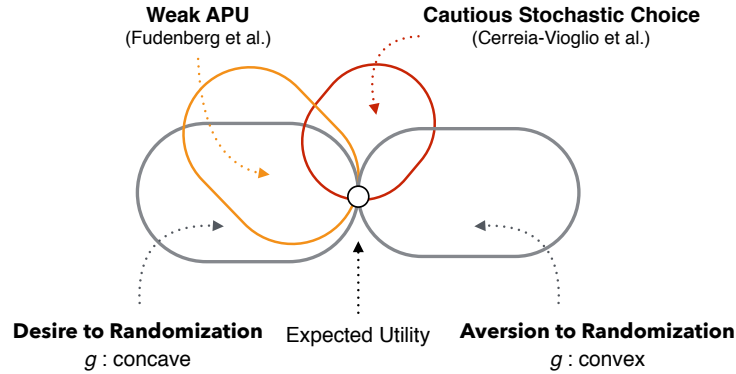 Weak APU
(Fudenberg et al.)
Cautious Stochastic Choice
(Cerreia-Vioglio et al.)
Desire to Randomization
g : concave
Expected Utility
Aversion to Randomization
g : convex